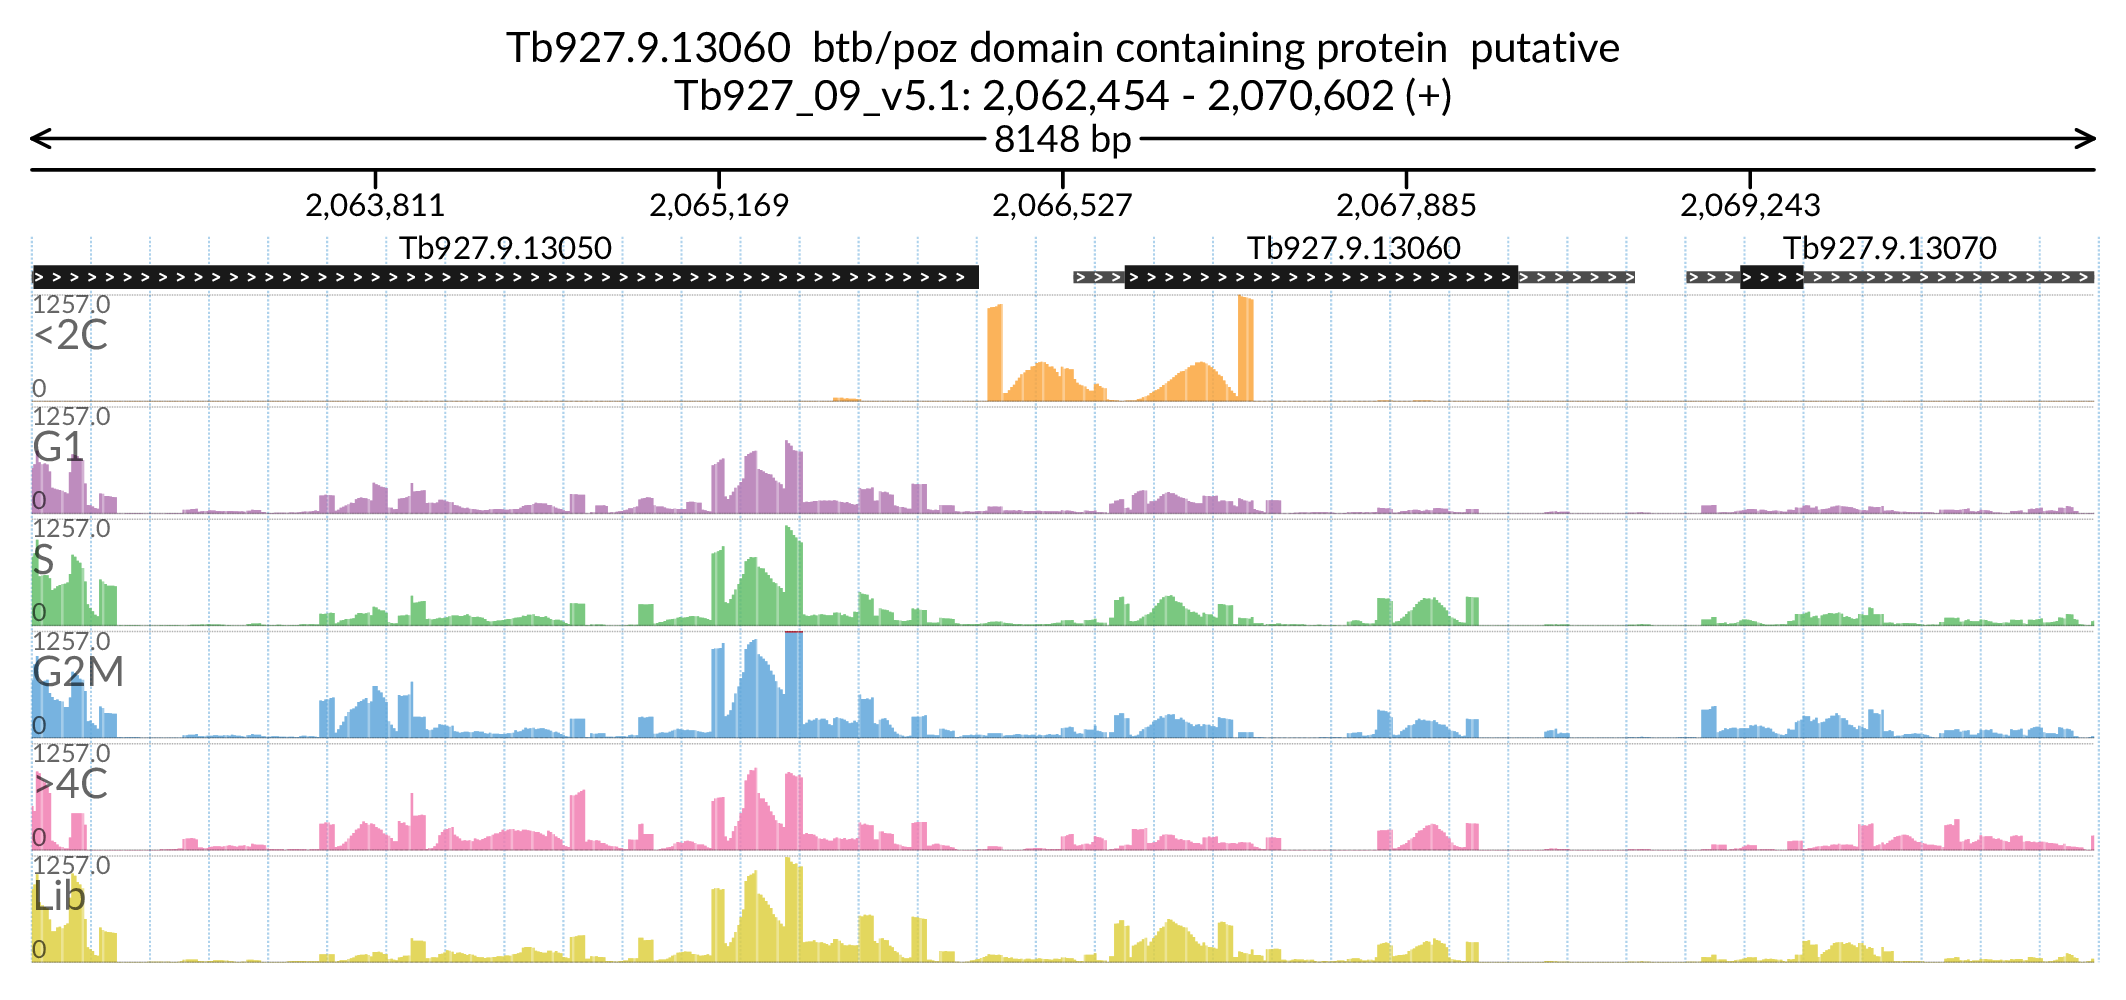 Tb927.9.13060  btb/poz domain containing protein  putative
Tb927_09_v5.1: 2,062,454 - 2,070,602 (+)
8148 bp
2,063,811 2,065,169 2,066,527 2,067,885 2,069,243
Tb927.9.13050 Tb927.9.13060 Tb927.9.13070
1257.0
<2C
0
1257.0
G1
0
1257.0
S
0
1257.0
G2M
0
1257.0
>4C
0
1257.0
Lib
0